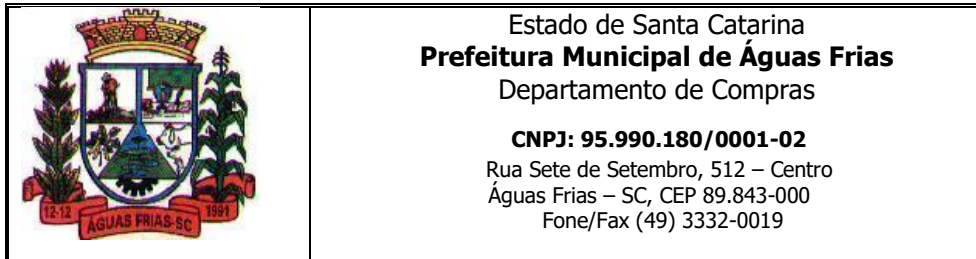 12-12
ÁGUAS FRIAS-SC
1991
Estado de Santa Catarina
Prefeitura Municipal de Águas Frias
Departamento de Compras
CNPJ: 95.990.180/0001-02
Rua Sete de Setembro, 512 – Centro
Águas Frias – SC, CEP 89.843-000
Fone/Fax (49) 3332-0019